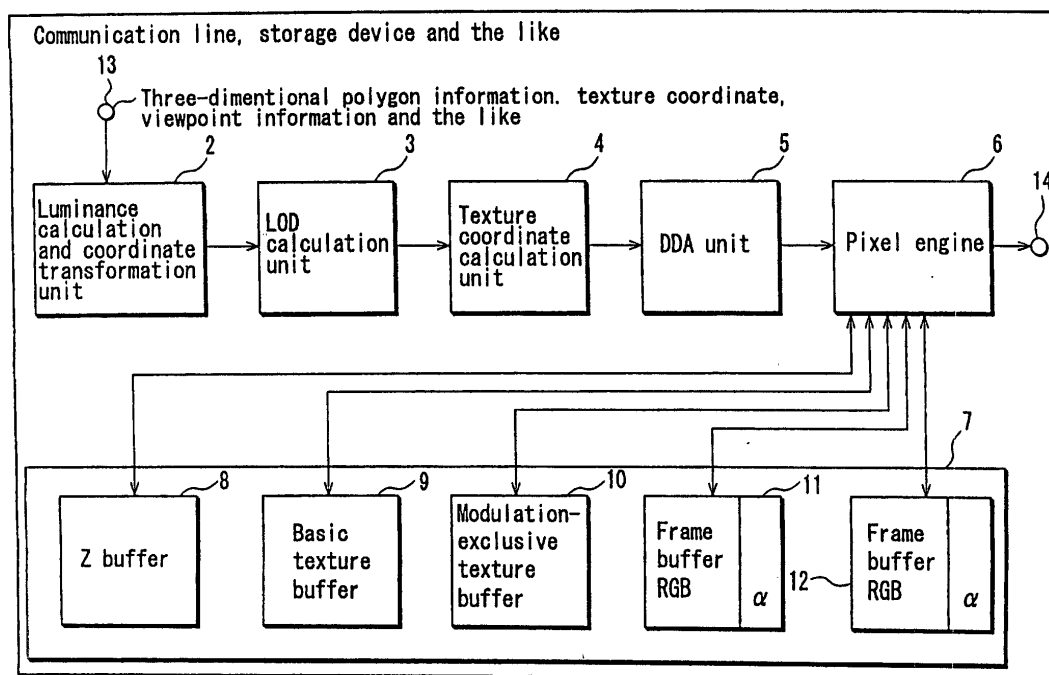 Communication line, storage device and the like
13
Three-dimentional polygon information. texture coordinate,
viewpoint information and the like
2
3
4
5
6
14
Luminance
calculation
and coordinate
transformation
unit
LOD
calculation
unit
Texture
coordinate
calculation
unit
DDA unit
Pixel engine
7
8
9
10
11
12
Z buffer
Basic
texture
buffer
Modulation-
exclusive
texture
buffer
Frame
buffer
RGB
α
Frame
buffer
RGB
α